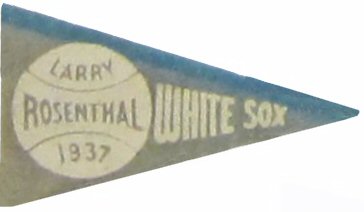 LARRY
ROSENTHAL
1937
WHITE SOX